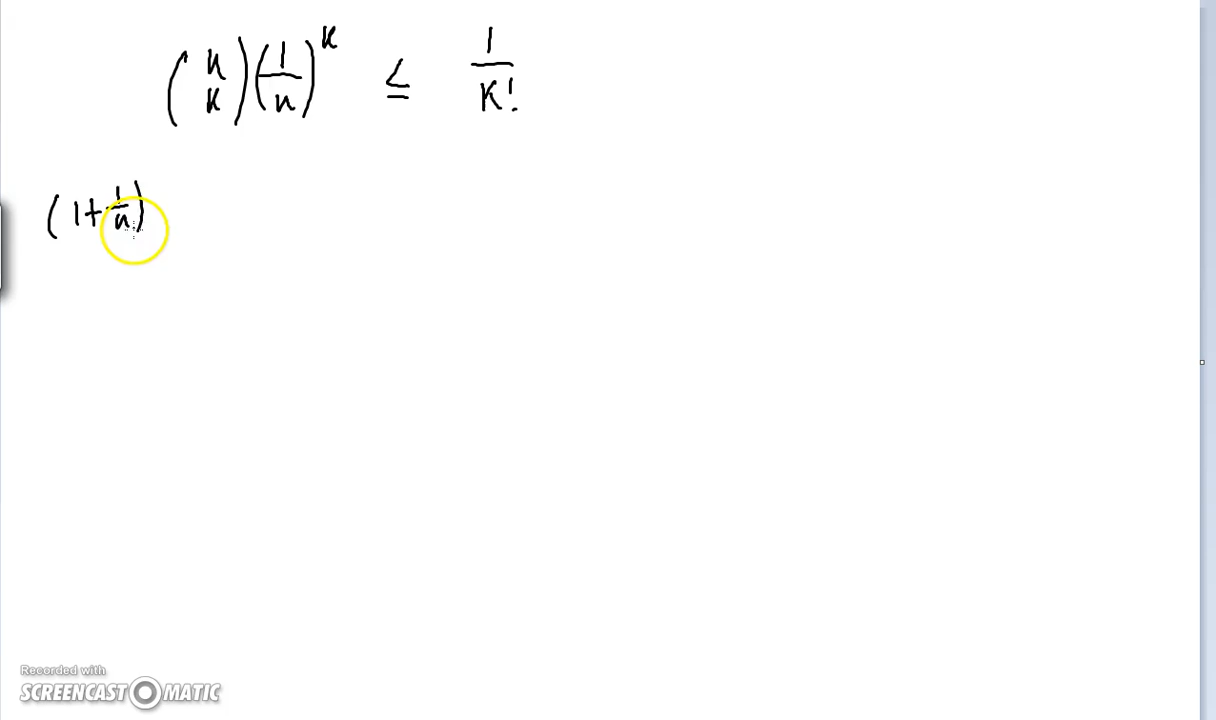 (n k)(1/n)^k ≤ 1/k!
(1+1/n)
Recorded with
SCREENCAST-O-MATIC